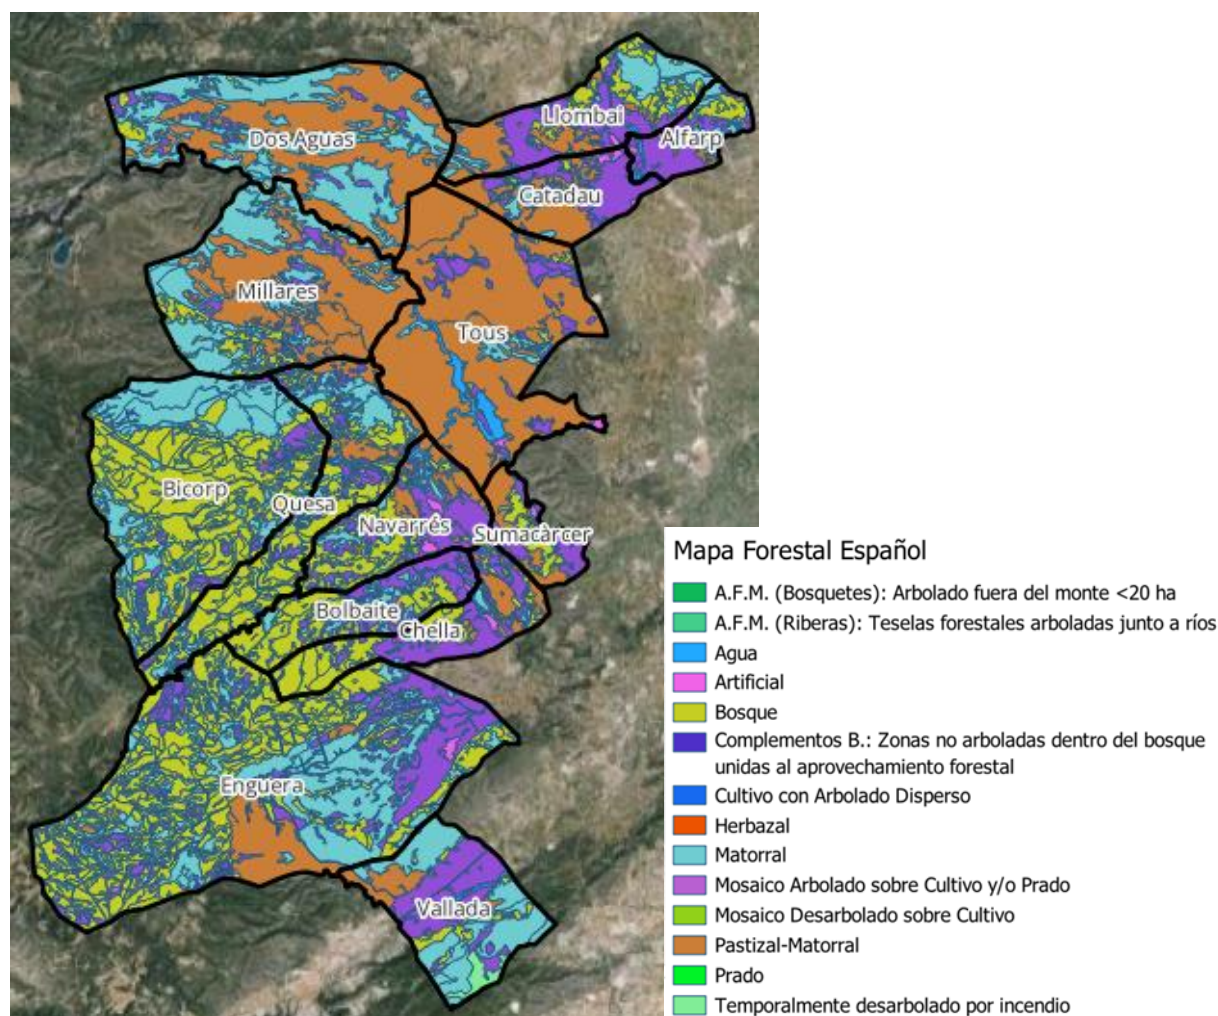 Llombai
Alfarp
Dos Aguas
Catadau
Millares
Tous
Bicorp
Quesa
Navarrés
Sumacàrcer
Bolbaite
Chella
Enguera
Vallada
Mapa Forestal Español
A.F.M. (Bosquetes): Arbolado fuera del monte <20 ha
A.F.M. (Riberas): Teselas forestales arboladas junto a ríos
Agua
Artificial
Bosque
Complementos B.: Zonas no arboladas dentro del bosque
unidas al aprovechamiento forestal
Cultivo con Arbolado Disperso
Herbazal
Matorral
Mosaico Arbolado sobre Cultivo y/o Prado
Mosaico Desarbolado sobre Cultivo
Pastizal-Matorral
Prado
Temporalmente desarbolado por incendio